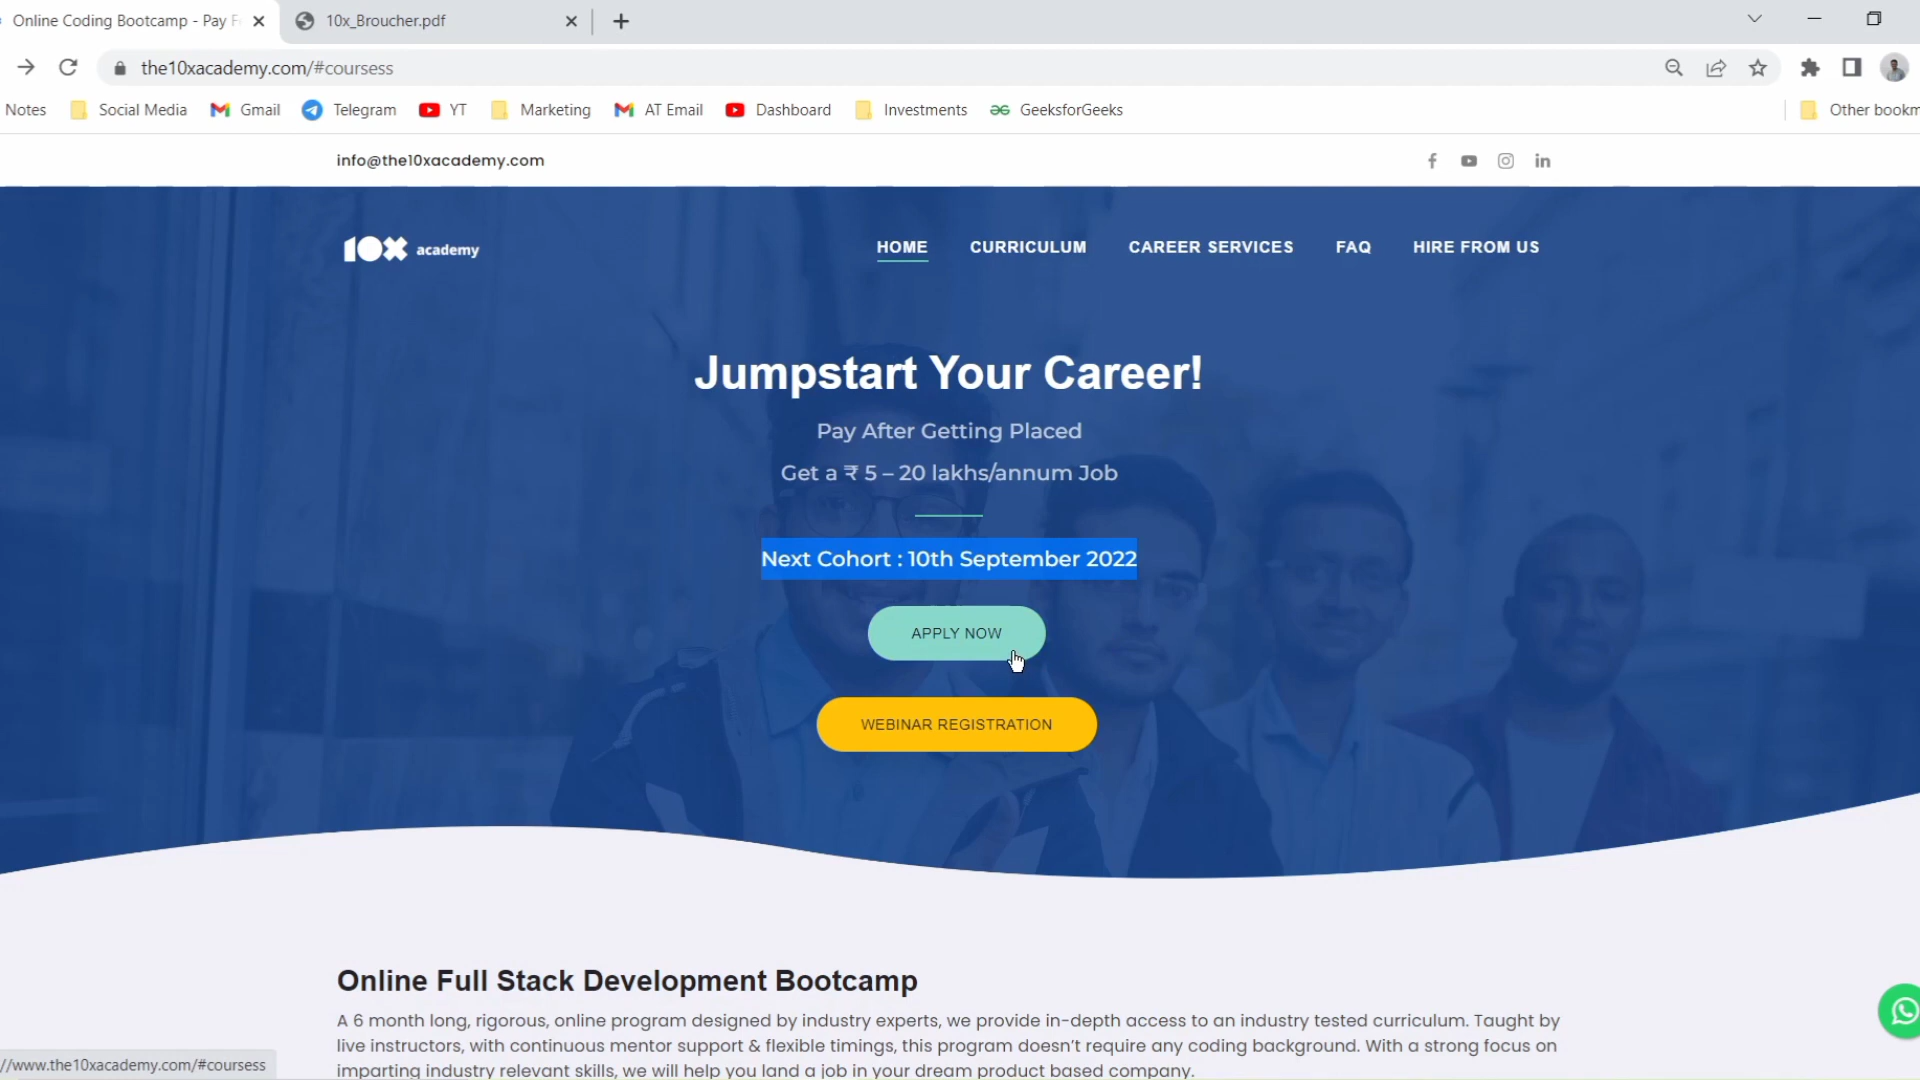 Online Coding Bootcamp - Pay F
10x_Broucher.pdf
the10xacademy.com/#coursess
Notes
Social Media
Gmail
Telegram
YT
Marketing
AT Email
Dashboard
Investments
GeeksforGeeks
Other bookm
info@the10xacademy.com
10X academy
HOME
CURRICULUM
CAREER SERVICES
FAQ
HIRE FROM US
Jumpstart Your Career!
Pay After Getting Placed
Get a ₹ 5 – 20 lakhs/annum Job
Next Cohort : 10th September 2022
APPLY NOW
WEBINAR REGISTRATION
Online Full Stack Development Bootcamp
A 6 month long, rigorous, online program designed by industry experts, we provide in-depth access to an industry tested curriculum. Taught by
live instructors, with continuous mentor support & flexible timings, this program doesn't require any coding background. With a strong focus on
imparting industry relevant skills, we will help you land a job in your dream product based company.
//www.the10xacademy.com/#coursess